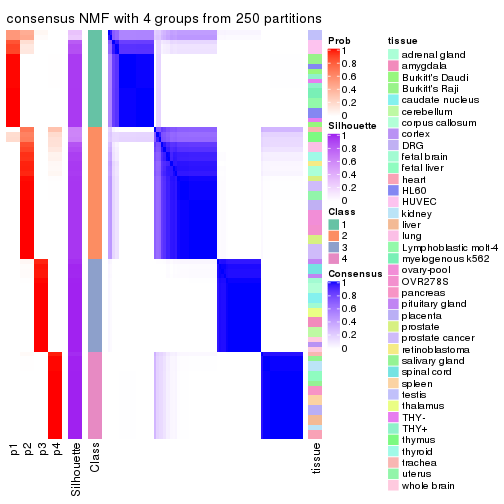 consensus NMF with 4 groups from 250 partitions
Prob
1
0.8
0.6
0.4
0.2
0
Silhouette
1
0.8
0.6
0.4
0.2
0
Class
1
2
3
4
Consensus
1
0.8
0.6
0.4
0.2
0
tissue
adrenal gland
amygdala
Burkitt's Daudi
Burkitt's Raji
caudate nucleus
cerebellum
corpus callosum
cortex
DRG
fetal brain
fetal liver
heart
HL60
HUVEC
kidney
liver
lung
Lymphoblastic molt-4
myelogenous k562
ovary-pool
OVR278S
pancreas
pituitary gland
placenta
prostate
prostate cancer
retinoblastoma
salivary gland
spinal cord
spleen
testis
thalamus
THY-
THY+
thymus
thyroid
trachea
uterus
whole brain
p1
p2
p3
p4
Silhouette
Class
tissue